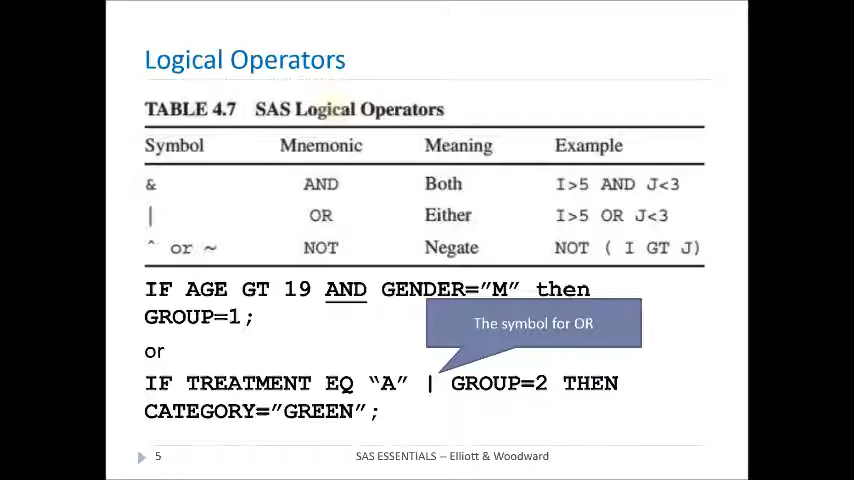 Logical Operators
TABLE 4.7 SAS Logical Operators
Symbol Mnemonic Meaning Example
& AND Both I>5 AND J<3
| OR Either I>5 OR J<3
^ or ~ NOT Negate NOT ( I GT J)
IF AGE GT 19 AND GENDER=”M” then
GROUP=1;
The symbol for OR
or
IF TREATMENT EQ “A” | GROUP=2 THEN
CATEGORY=”GREEN”;
5 SAS ESSENTIALS -- Elliott & Woodward